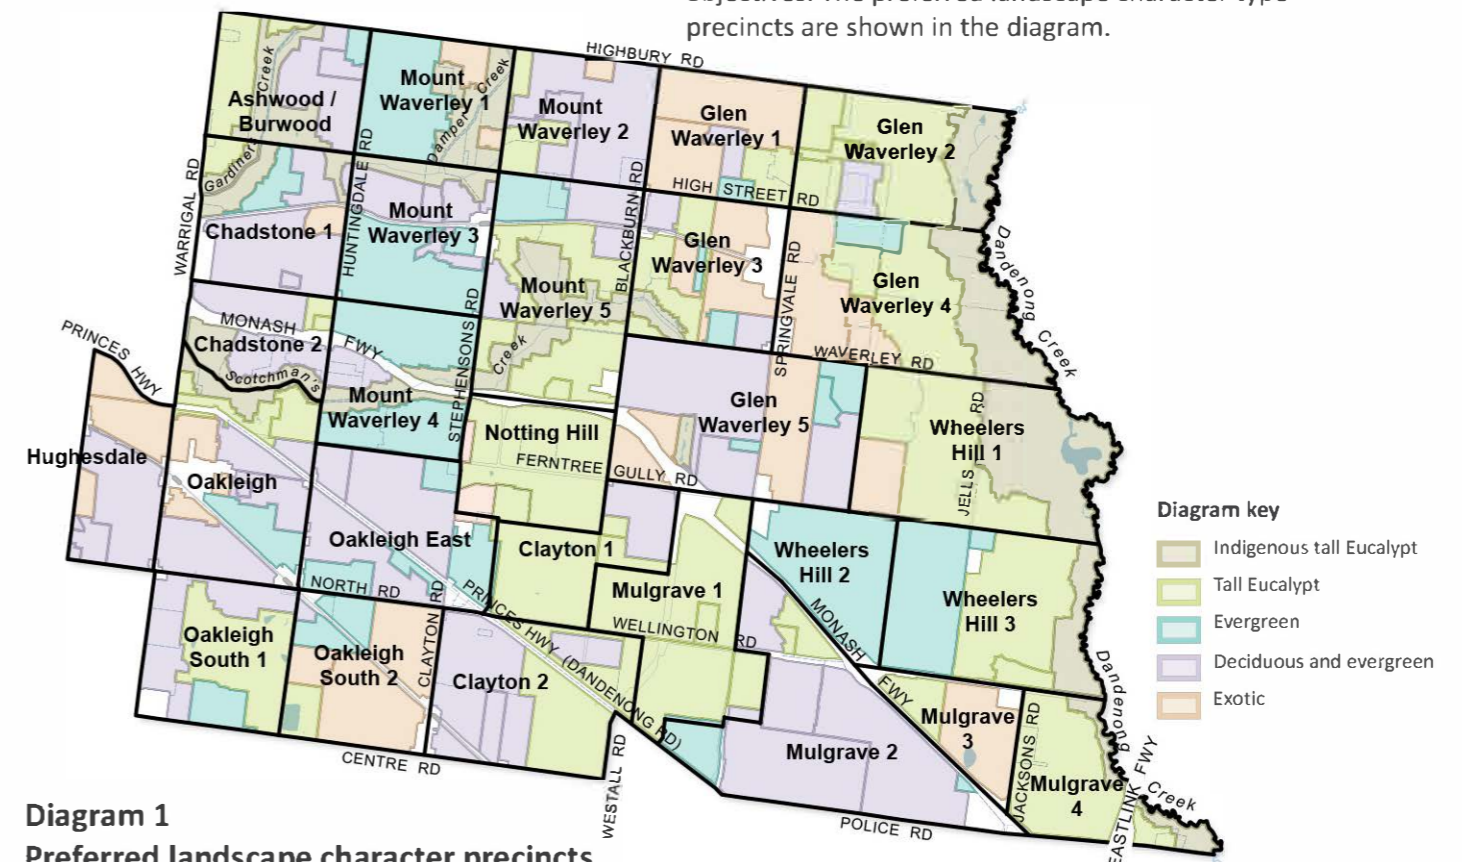 precincts are shown in the diagram.
HIGHBURY RD
Creek
Ashwood /
Burwood
Mount
Waverley 1
Creek
Damper
Mount
Waverley 2
Glen
Waverley 1
Glen
Waverley 2
Gardiners
WARRIGAL RD
HUNTINGDALE RD
BLACKBURN RD
HIGH STREET RD
Chadstone 1
Mount
Waverley 3
Mount
Waverley 5
Creek
Glen
Waverley 3
SPRINGVALE RD
Glen
Waverley 4
Dandenong Creek
MONASH FWY
STEPHENSONS RD
WAVERLEY RD
PRINCES HWY
Chadstone 2
Scotchman's
Mount
Waverley 4
Glen
Waverley 5
Wheelers
Hill 1
JELLS RD
Notting Hill
FERNTREE GULLY RD
Hughesdale
Oakleigh
Oakleigh East
Clayton 1
Wheelers
Hill 2
NORTH RD
CLAYTON RD
PRINCES HWY (DANDENONG RD)
Mulgrave 1
WELLINGTON RD
MONASH FWY
Wheelers
Hill 3
Oakleigh
South 1
Oakleigh
South 2
Clayton 2
Mulgrave 2
Mulgrave
3
JACKSONS RD
Mulgrave
4
Dandenong Creek
EASTLINK FWY
CENTRE RD
WESTALL RD
POLICE RD
Diagram key
Indigenous tall Eucalypt
Tall Eucalypt
Evergreen
Deciduous and evergreen
Exotic
Diagram 1
Preferred landscape character precincts